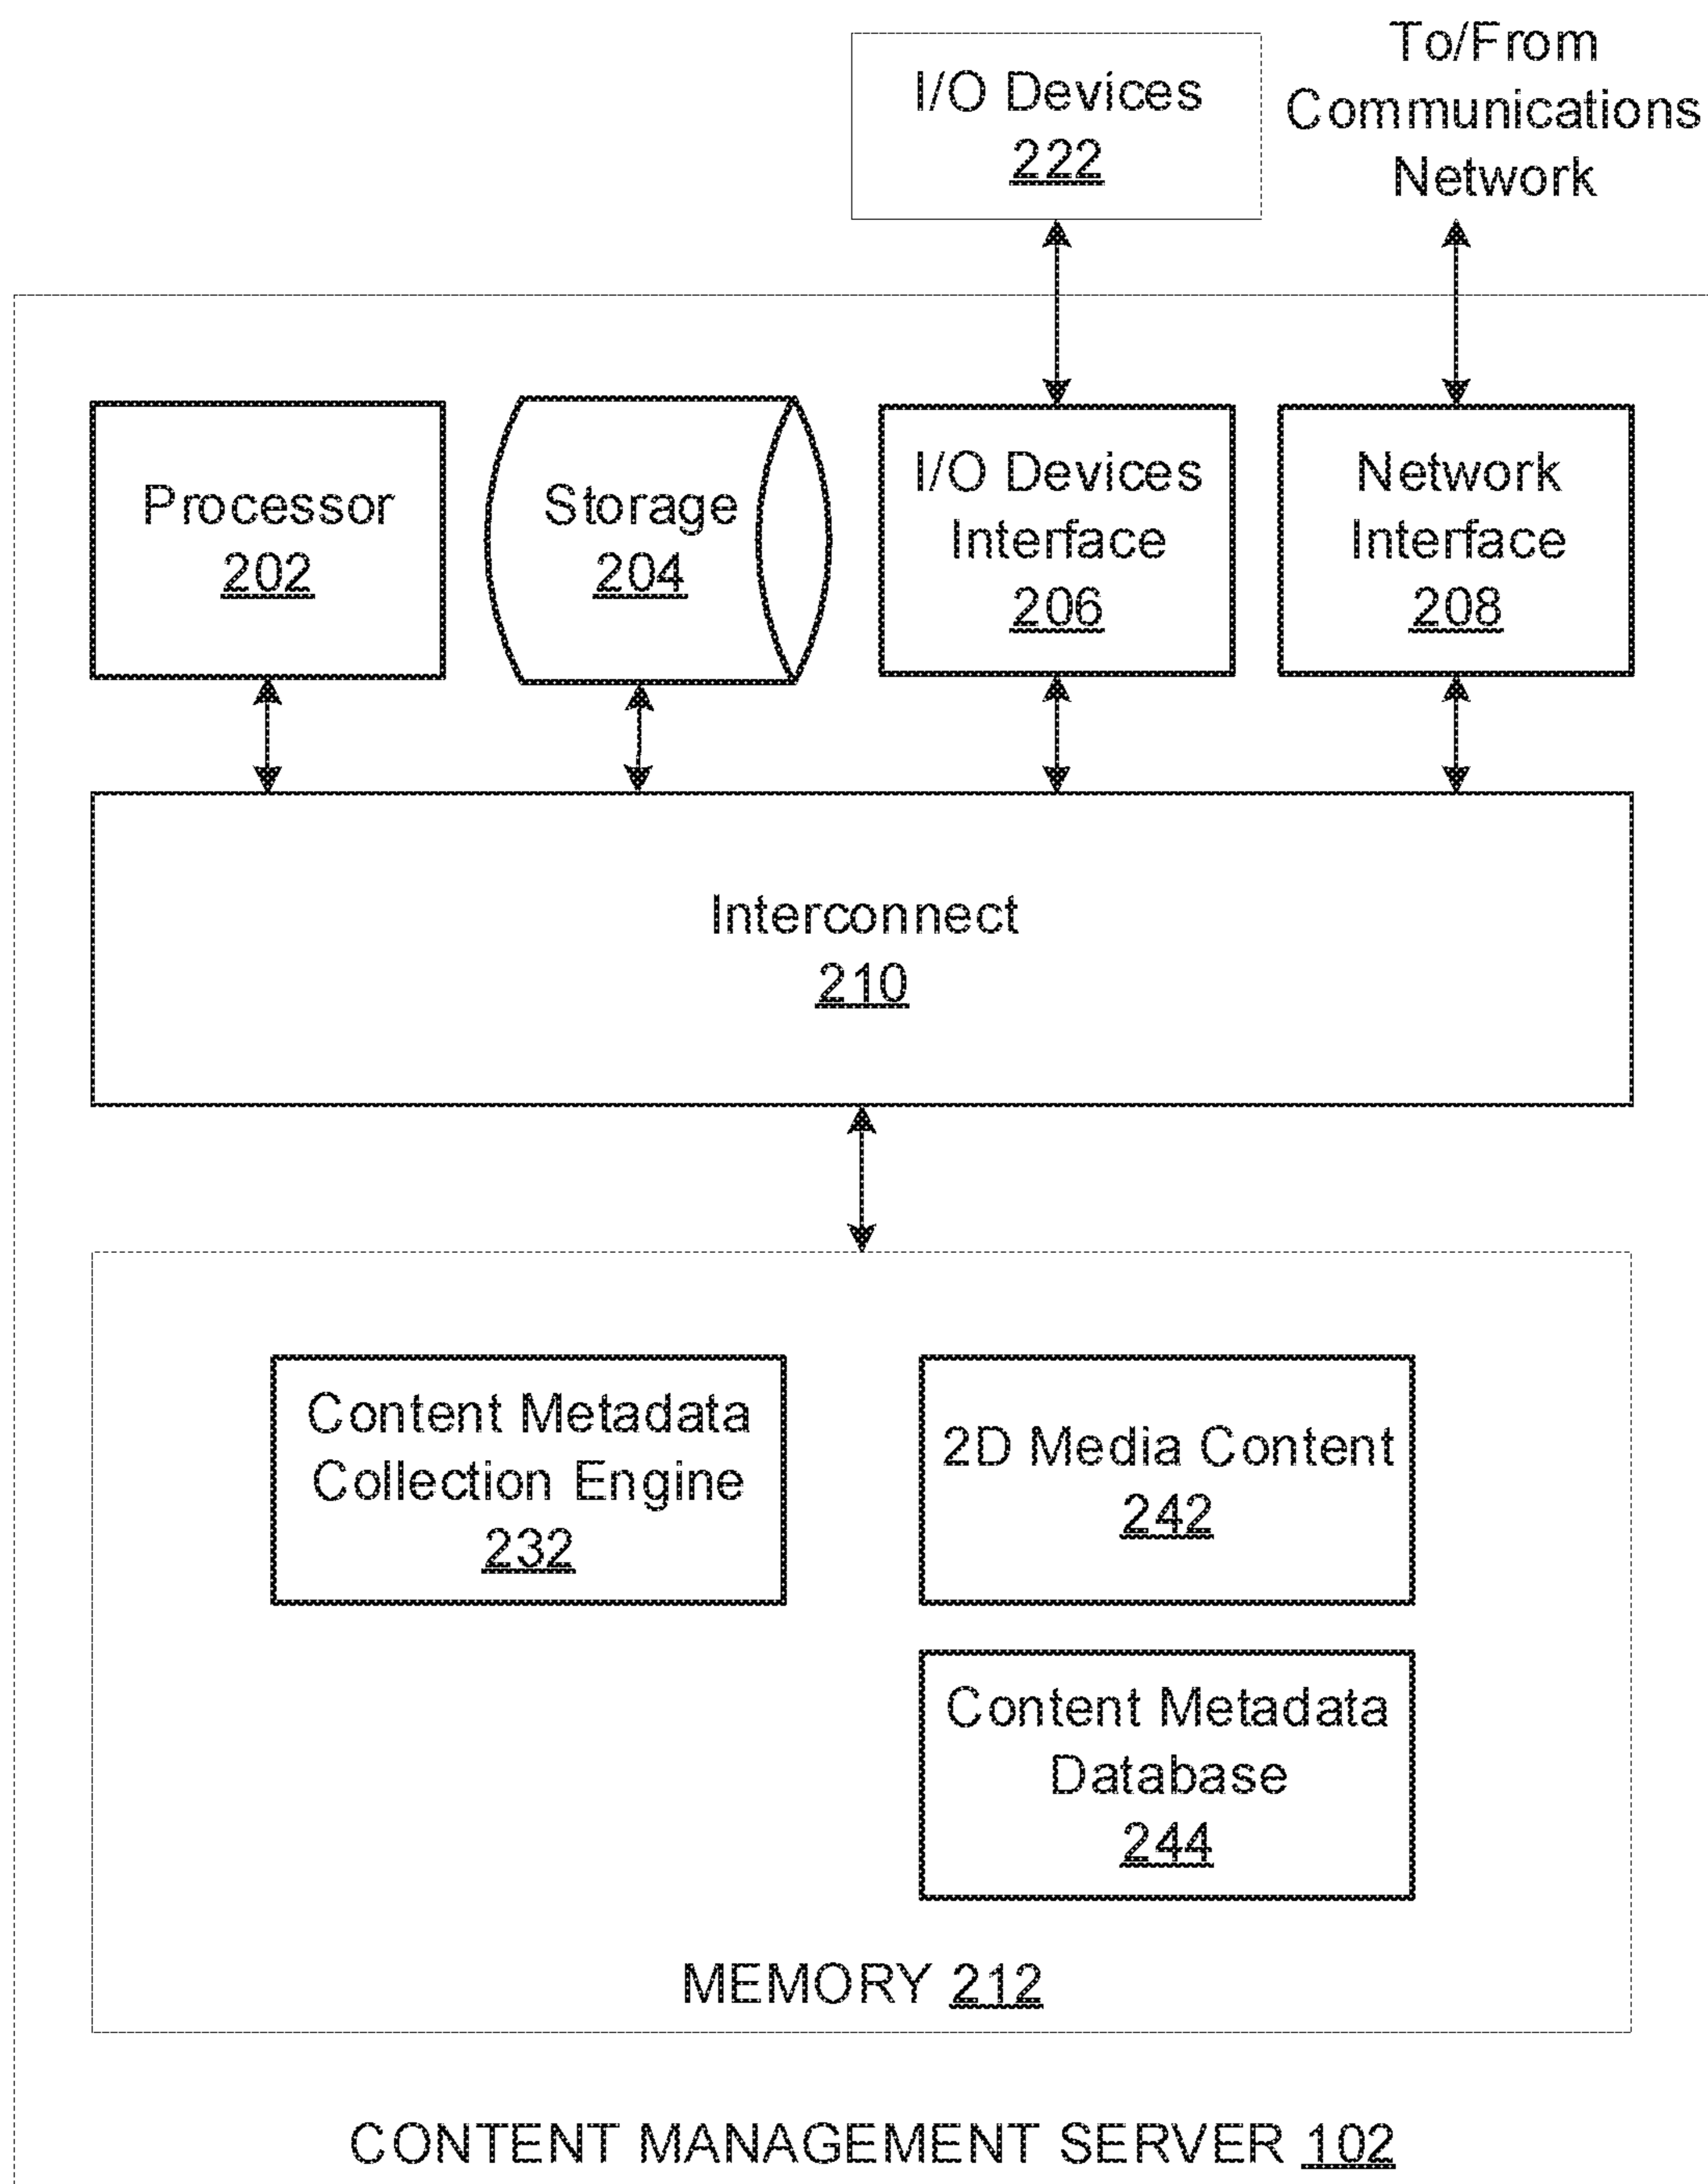 I/O Devices
222
To/From
Communications
Network
Processor
202
Storage
204
I/O Devices
Interface
206
Network
Interface
208
Interconnect
210
Content Metadata
Collection Engine
232
2D Media Content
242
Content Metadata
Database
244
MEMORY 212
CONTENT MANAGEMENT SERVER 102